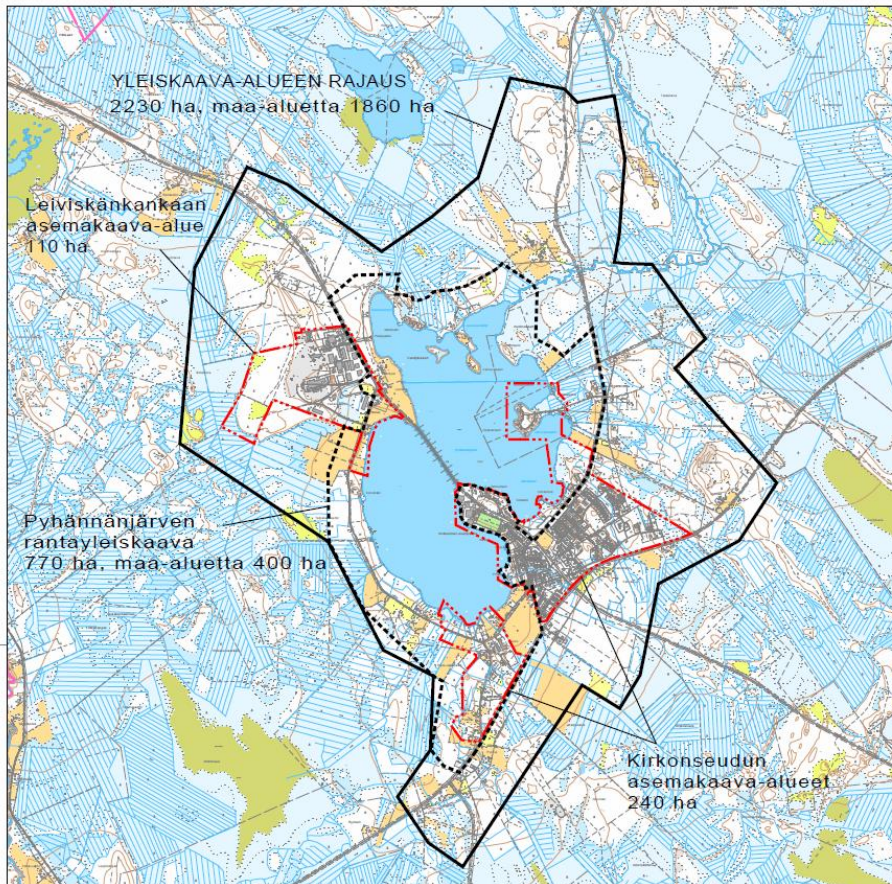 YLEISKAAVA-ALUEEN RAJAUS
2230 ha, maa-aluetta 1860 ha
Leiviskänkankaan
asemakaava-alue
110 ha
Pyhännänjärven
rantayleiskaava
770 ha, maa-aluetta 400 ha
Kirkonseudun
asemakaava-alueet
240 ha